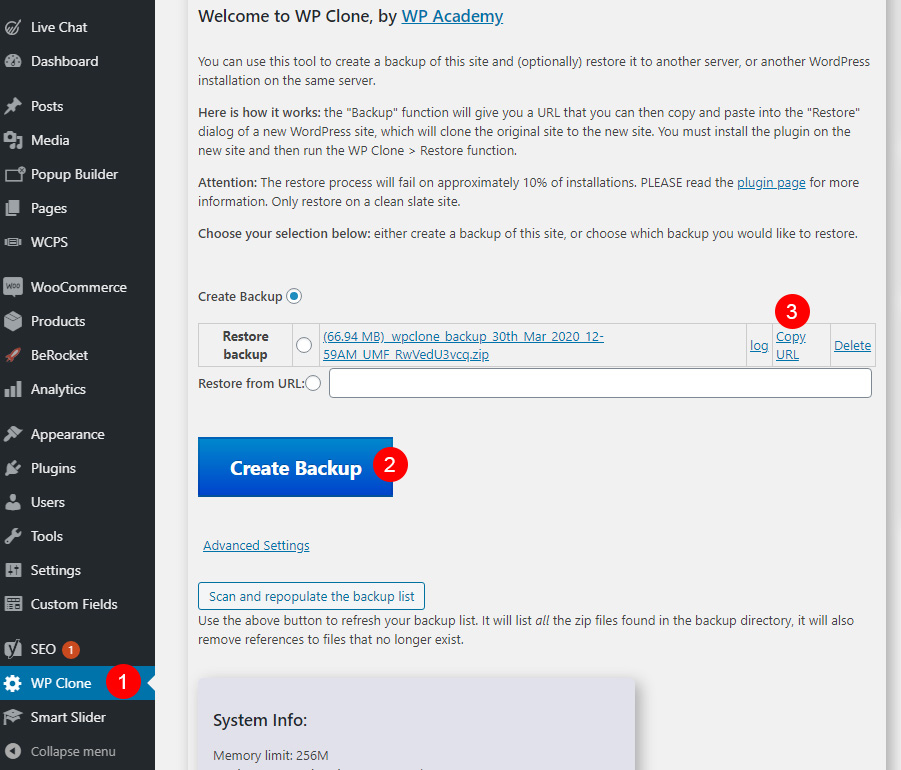 Live Chat
Dashboard
Posts
Media
Popup Builder
Pages
WCPS
WOO WooCommerce
Products
BeRocket
Analytics
Appearance
Plugins
Users
Tools
Settings
Custom Fields
SEO 1
WP Clone 1
Smart Slider
Collapse menu
Welcome to WP Clone, by WP Academy
You can use this tool to create a backup of this site and (optionally) restore it to another server, or another WordPress
installation on the same server.
Here is how it works: the "Backup" function will give you a URL that you can then copy and paste into the "Restore"
dialog of a new WordPress site, which will clone the original site to the new site. You must install the plugin on the
new site and then run the WP Clone > Restore function.
Attention: The restore process will fail on approximately 10% of installations. PLEASE read the plugin page for more
information. Only restore on a clean slate site.
Choose your selection below: either create a backup of this site, or choose which backup you would like to restore.
Create Backup
3
Restore
backup
(66.94 MB) wpclone_backup_30th_Mar_2020_12-
59AM_UMF_RwVedU3vcq.zip
log
Copy
URL
Delete
Restore from URL:
Create Backup 2
Advanced Settings
Scan and repopulate the backup list
Use the above button to refresh your backup list. It will list all the zip files found in the backup directory, it will also
remove references to files that no longer exist.
System Info:
Memory limit: 256M